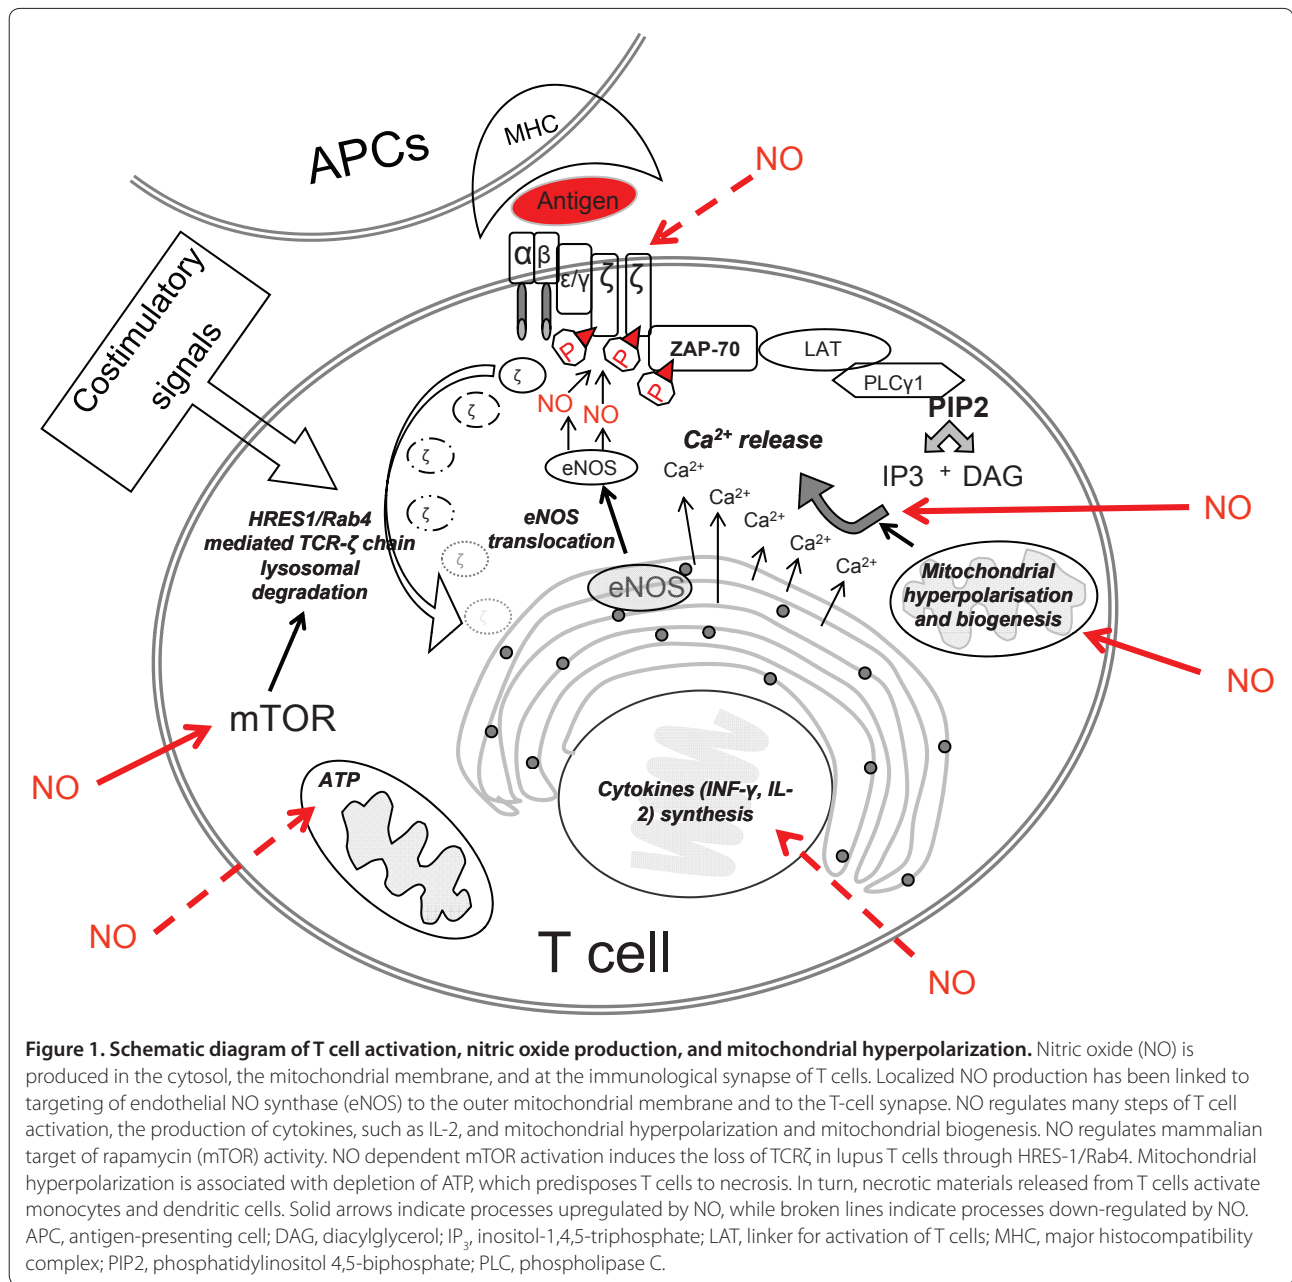 APCs
MHC
Antigen
NO
α β
ε/γ
ζ
ζ
Costimulatory
signals
P
P
P
ZAP-70
LAT
PLCγ1
PIP2
IP3 + DAG
ζ
ζ
ζ
ζ
ζ
ζ
NO
NO
eNOS
eNOS
translocation
eNOS
Ca²⁺ release
Ca²⁺
Ca²⁺
Ca²⁺
Ca²⁺
Ca²⁺
NO
HRES1/Rab4
mediated TCR-ζ chain
lysosomal
degradation
Mitochondrial
hyperpolarisation
and biogenesis
NO
mTOR
NO
ATP
NO
Cytokines (INF-γ, IL-
2) synthesis
NO
T cell
Figure 1. Schematic diagram of T cell activation, nitric oxide production, and mitochondrial hyperpolarization. Nitric oxide (NO) is
produced in the cytosol, the mitochondrial membrane, and at the immunological synapse of T cells. Localized NO production has been linked to
targeting of endothelial NO synthase (eNOS) to the outer mitochondrial membrane and to the T-cell synapse. NO regulates many steps of T cell
activation, the production of cytokines, such as IL-2, and mitochondrial hyperpolarization and mitochondrial biogenesis. NO regulates mammalian
target of rapamycin (mTOR) activity. NO dependent mTOR activation induces the loss of TCRζ in lupus T cells through HRES-1/Rab4. Mitochondrial
hyperpolarization is associated with depletion of ATP, which predisposes T cells to necrosis. In turn, necrotic materials released from T cells activate
monocytes and dendritic cells. Solid arrows indicate processes upregulated by NO, while broken lines indicate processes down-regulated by NO.
APC, antigen-presenting cell; DAG, diacylglycerol; IP₃, inositol-1,4,5-triphosphate; LAT, linker for activation of T cells; MHC, major histocompatibility
complex; PIP2, phosphatidylinositol 4,5-biphosphate; PLC, phospholipase C.